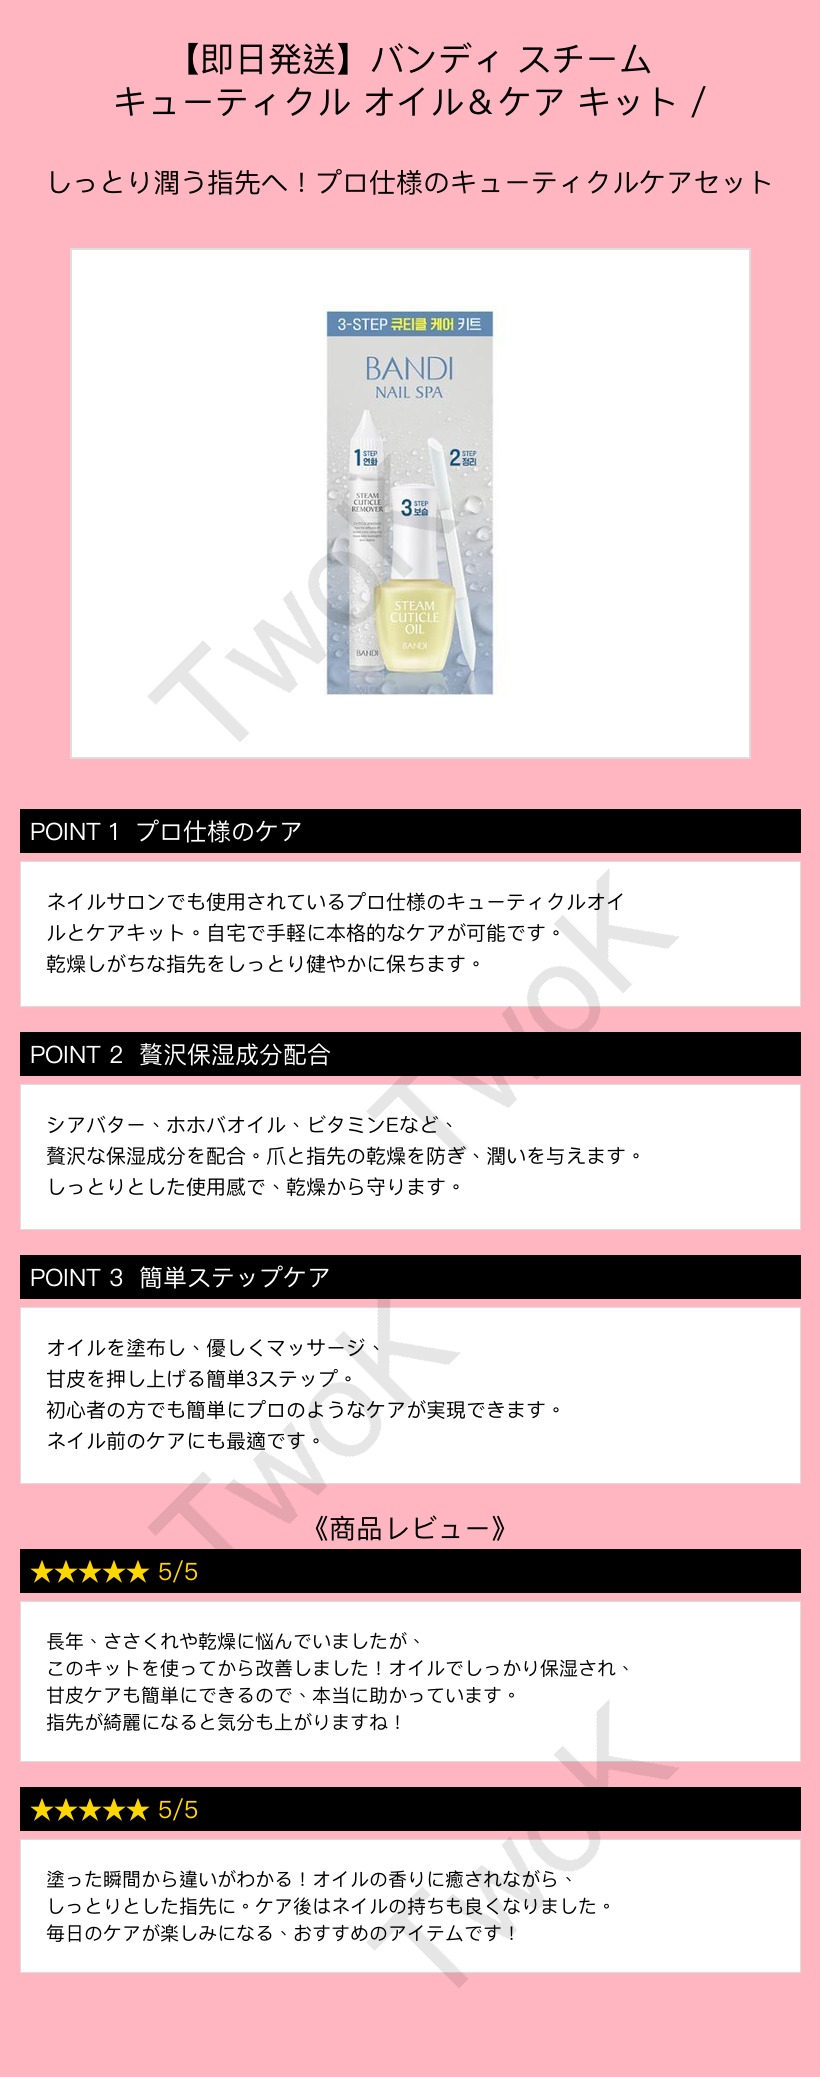 【即日発送】バンディ スチーム
キューティクル オイル＆ケア キット /
しっとり潤う指先へ！プロ仕様のキューティクルケアセット
3-STEP 큐티클 케어 키트
BANDI
NAIL SPA
1 STEP 연화
2 STEP 정리
STEAM
CUTICLE
REMOVER
3 STEP 보습
STEAM
CUTICLE
OIL
BANDI
BANDI
TwoK
POINT 1 プロ仕様のケア
ネイルサロンでも使用されているプロ仕様のキューティクルオイ
ルとケアキット。自宅で手軽に本格的なケアが可能です。
乾燥しがちな指先をしっとり健やかに保ちます。
TwoK
POINT 2 贅沢保湿成分配合
シアバター、ホホバオイル、ビタミンEなど、
贅沢な保湿成分を配合。爪と指先の乾燥を防ぎ、潤いを与えます。
しっとりとした使用感で、乾燥から守ります。
POINT 3 簡単ステップケア
オイルを塗布し、優しくマッサージ、
甘皮を押し上げる簡単3ステップ。
初心者の方でも簡単にプロのようなケアが実現できます。
ネイル前のケアにも最適です。
TwoK
《商品レビュー》
★★★★★ 5/5
長年、ささくれや乾燥に悩んでいましたが、
このキットを使ってから改善しました！オイルでしっかり保湿され、
甘皮ケアも簡単にできるので、本当に助かっています。
指先が綺麗になると気分も上がりますね！
★★★★★ 5/5
塗った瞬間から違いがわかる！オイルの香りに癒されながら、
しっとりとした指先に。ケア後はネイルの持ちも良くなりました。
毎日のケアが楽しみになる、おすすめのアイテムです！
TwoK